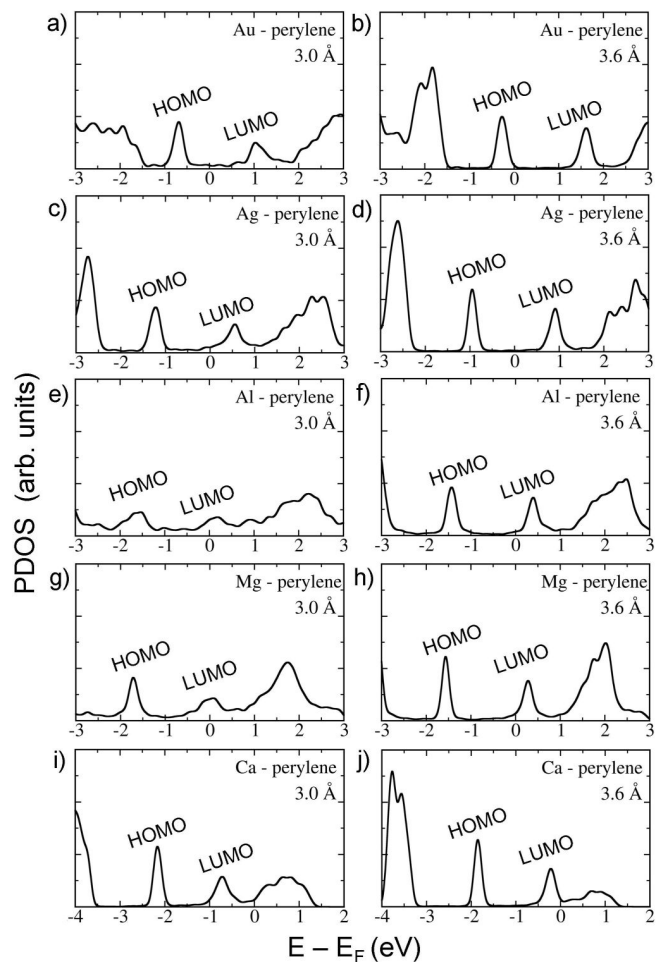 a)
Au - perylene
3.0 Å
HOMO
LUMO
-3 -2 -1 0 1 2 3
b)
Au - perylene
3.6 Å
HOMO
LUMO
-3 -2 -1 0 1 2 3
c)
Ag - perylene
3.0 Å
HOMO
LUMO
-3 -2 -1 0 1 2 3
d)
Ag - perylene
3.6 Å
HOMO
LUMO
-3 -2 -1 0 1 2 3
e)
Al - perylene
3.0 Å
HOMO
LUMO
-3 -2 -1 0 1 2 3
f)
Al - perylene
3.6 Å
HOMO
LUMO
-3 -2 -1 0 1 2 3
g)
Mg - perylene
3.0 Å
HOMO
LUMO
-3 -2 -1 0 1 2 3
h)
Mg - perylene
3.6 Å
HOMO
LUMO
-3 -2 -1 0 1 2 3
i)
Ca - perylene
3.0 Å
HOMO
LUMO
-4 -3 -2 -1 0 1 2
j)
Ca - perylene
3.6 Å
HOMO
LUMO
-4 -3 -2 -1 0 1 2
PDOS (arb. units)
E – E_F (eV)